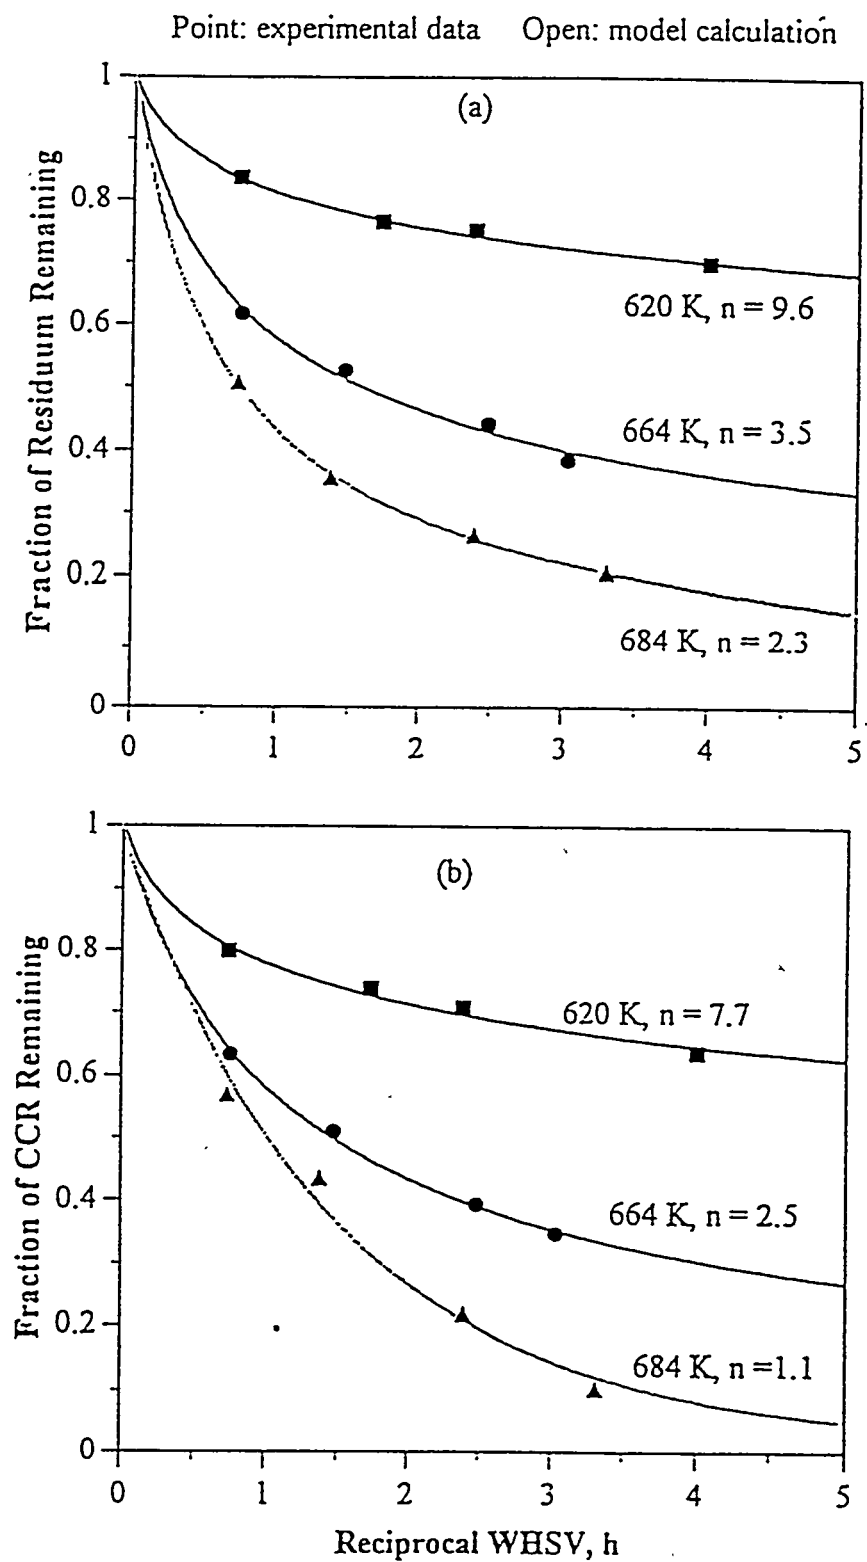 Point: experimental data Open: model calculation
(a)
Fraction of Residuum Remaining
1
0.8
0.6
0.4
0.2
0
620 K, n = 9.6
664 K, n = 3.5
684 K, n = 2.3
0 1 2 3 4 5
(b)
Fraction of CCR Remaining
1
0.8
0.6
0.4
0.2
0
620 K, n = 7.7
664 K, n = 2.5
684 K, n =1.1
0 1 2 3 4 5
Reciprocal WHSV, h